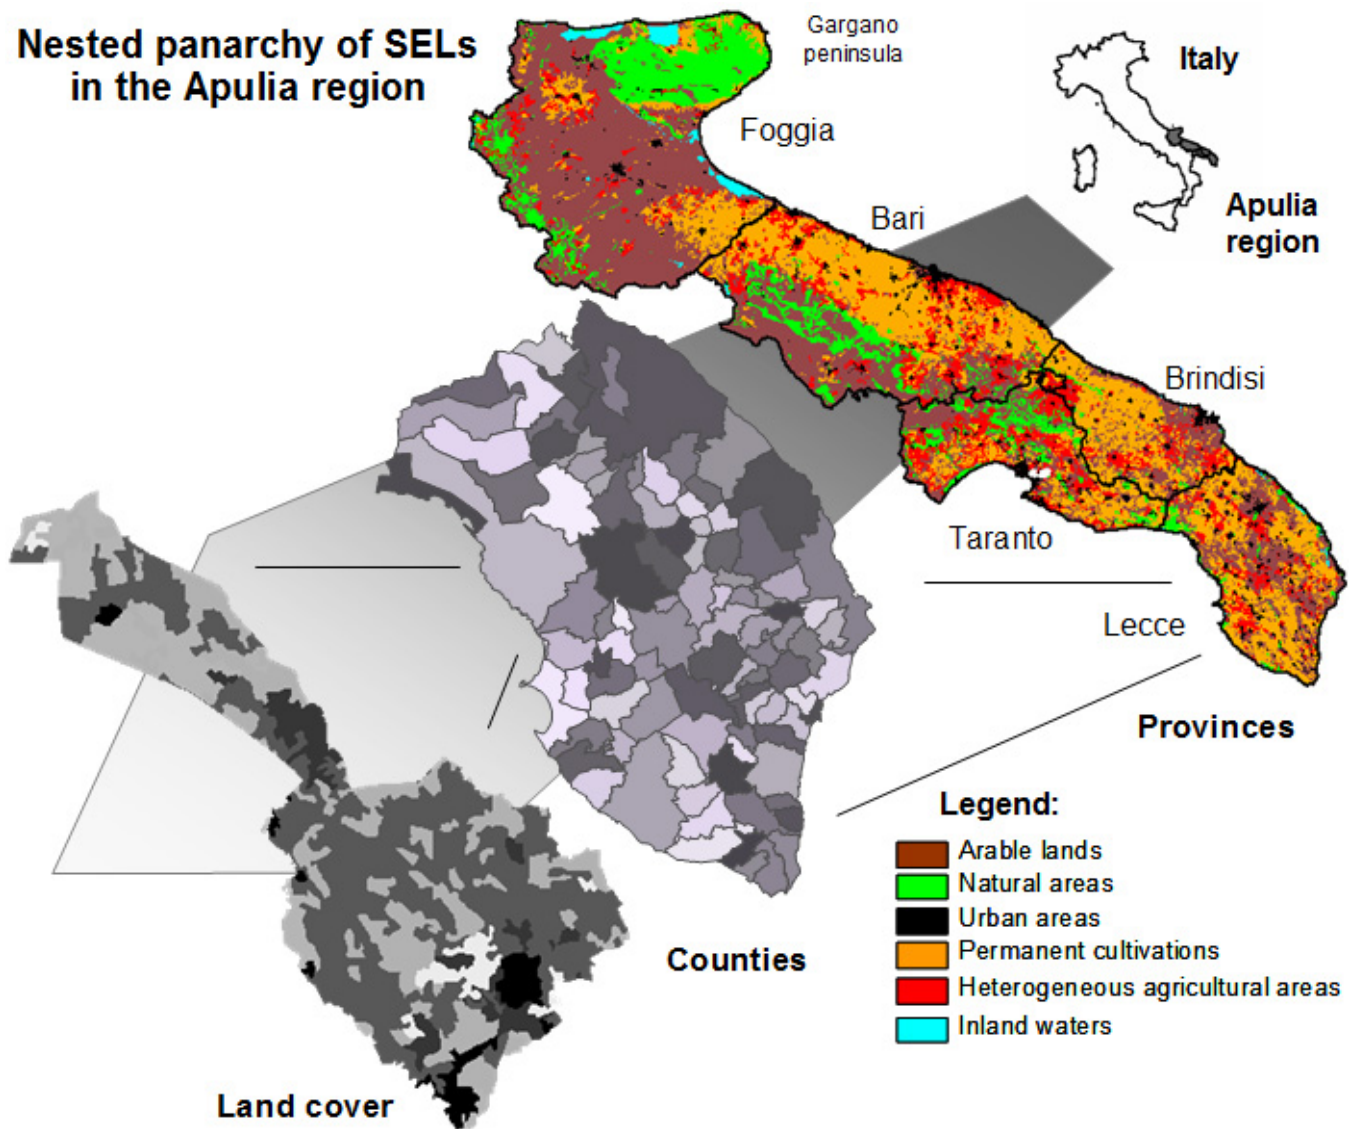 Nested panarchy of SELs
in the Apulia region
Gargano
peninsula
Italy
Foggia
Apulia
region
Bari
Brindisi
Taranto
Lecce
Provinces
Legend:
Arable lands
Natural areas
Urban areas
Permanent cultivations
Heterogeneous agricultural areas
Inland waters
Counties
Land cover